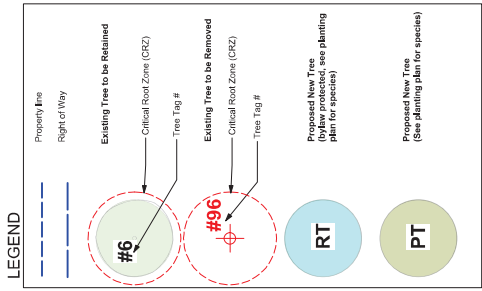 LEGEND
Property line
Right of Way
Existing Tree to be Retained
Critical Root Zone (CRZ)
Tree Tag #
#6
Existing Tree to be Removed
Critical Root Zone (CRZ)
Tree Tag #
#96
Proposed New Tree
(bylaw protected, see planting
plan for species)
RT
Proposed New Tree
(See planting plan for species)
PT